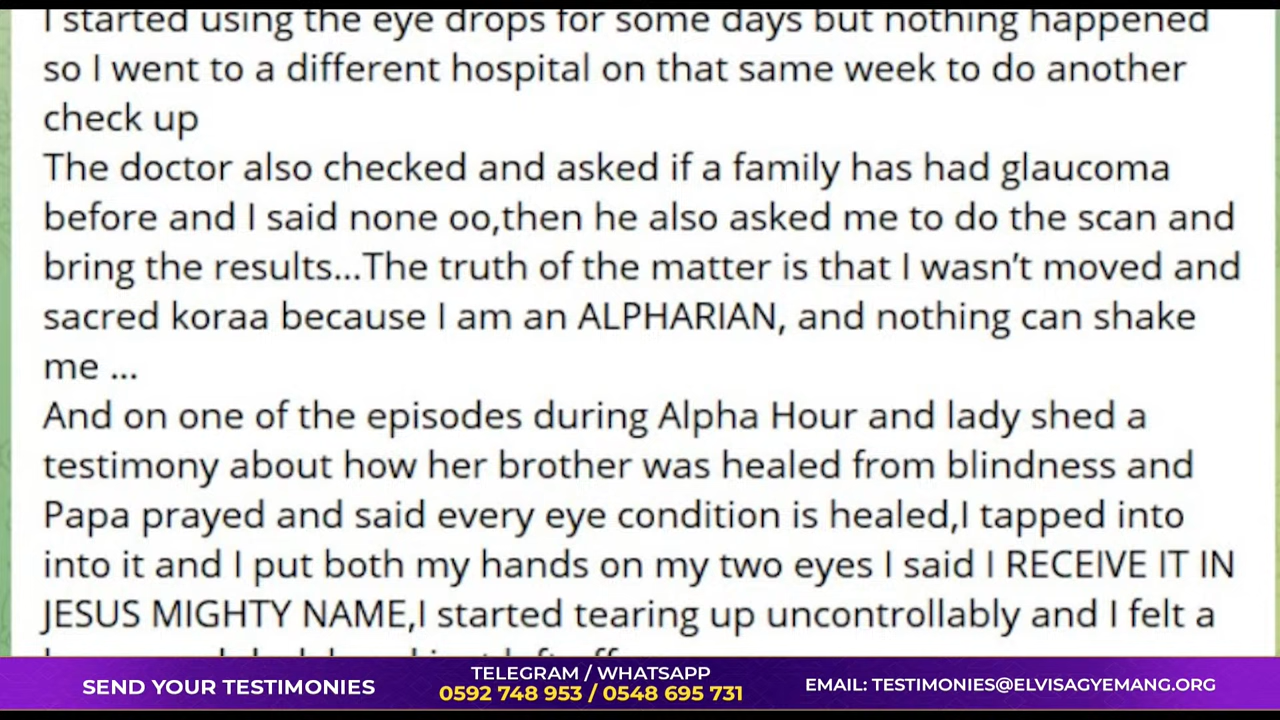 I started using the eye drops for some days but nothing happened
so I went to a different hospital on that same week to do another
check up
The doctor also checked and asked if a family has had glaucoma
before and I said none oo,then he also asked me to do the scan and
bring the results...The truth of the matter is that I wasn't moved and
sacred koraa because I am an ALPHARIAN, and nothing can shake
me ...
And on one of the episodes during Alpha Hour and lady shed a
testimony about how her brother was healed from blindness and
Papa prayed and said every eye condition is healed,I tapped into
into it and I put both my hands on my two eyes I said I RECEIVE IT IN
JESUS MIGHTY NAME,I started tearing up uncontrollably and I felt a
SEND YOUR TESTIMONIES
TELEGRAM / WHATSAPP
0592 748 953 / 0548 695 731
EMAIL: TESTIMONIES@ELVISAGYEMANG.ORG